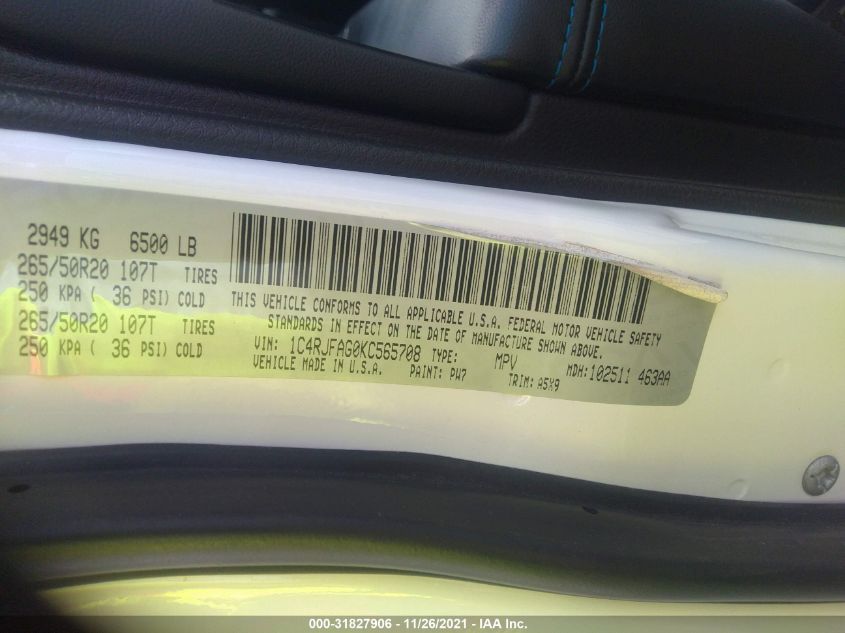 2949 KG 6500 LB
265/50R20 107T TIRES
250 KPA ( 36 PSI) COLD
265/50R20 107T TIRES
250 KPA ( 36 PSI) COLD
THIS VEHICLE CONFORMS TO ALL APPLICABLE U.S.A. FEDERAL MOTOR VEHICLE SAFETY
STANDARDS IN EFFECT ON THE DATE OF MANUFACTURE SHOWN ABOVE.
VIN: 1C4RJFAG0KC565708 TYPE: MPV MDH:102511 463AA
VEHICLE MADE IN U.S.A. PAINT: PW7 TRIM: A5X9
000-31827906 - 11/26/2021 - IAA Inc.